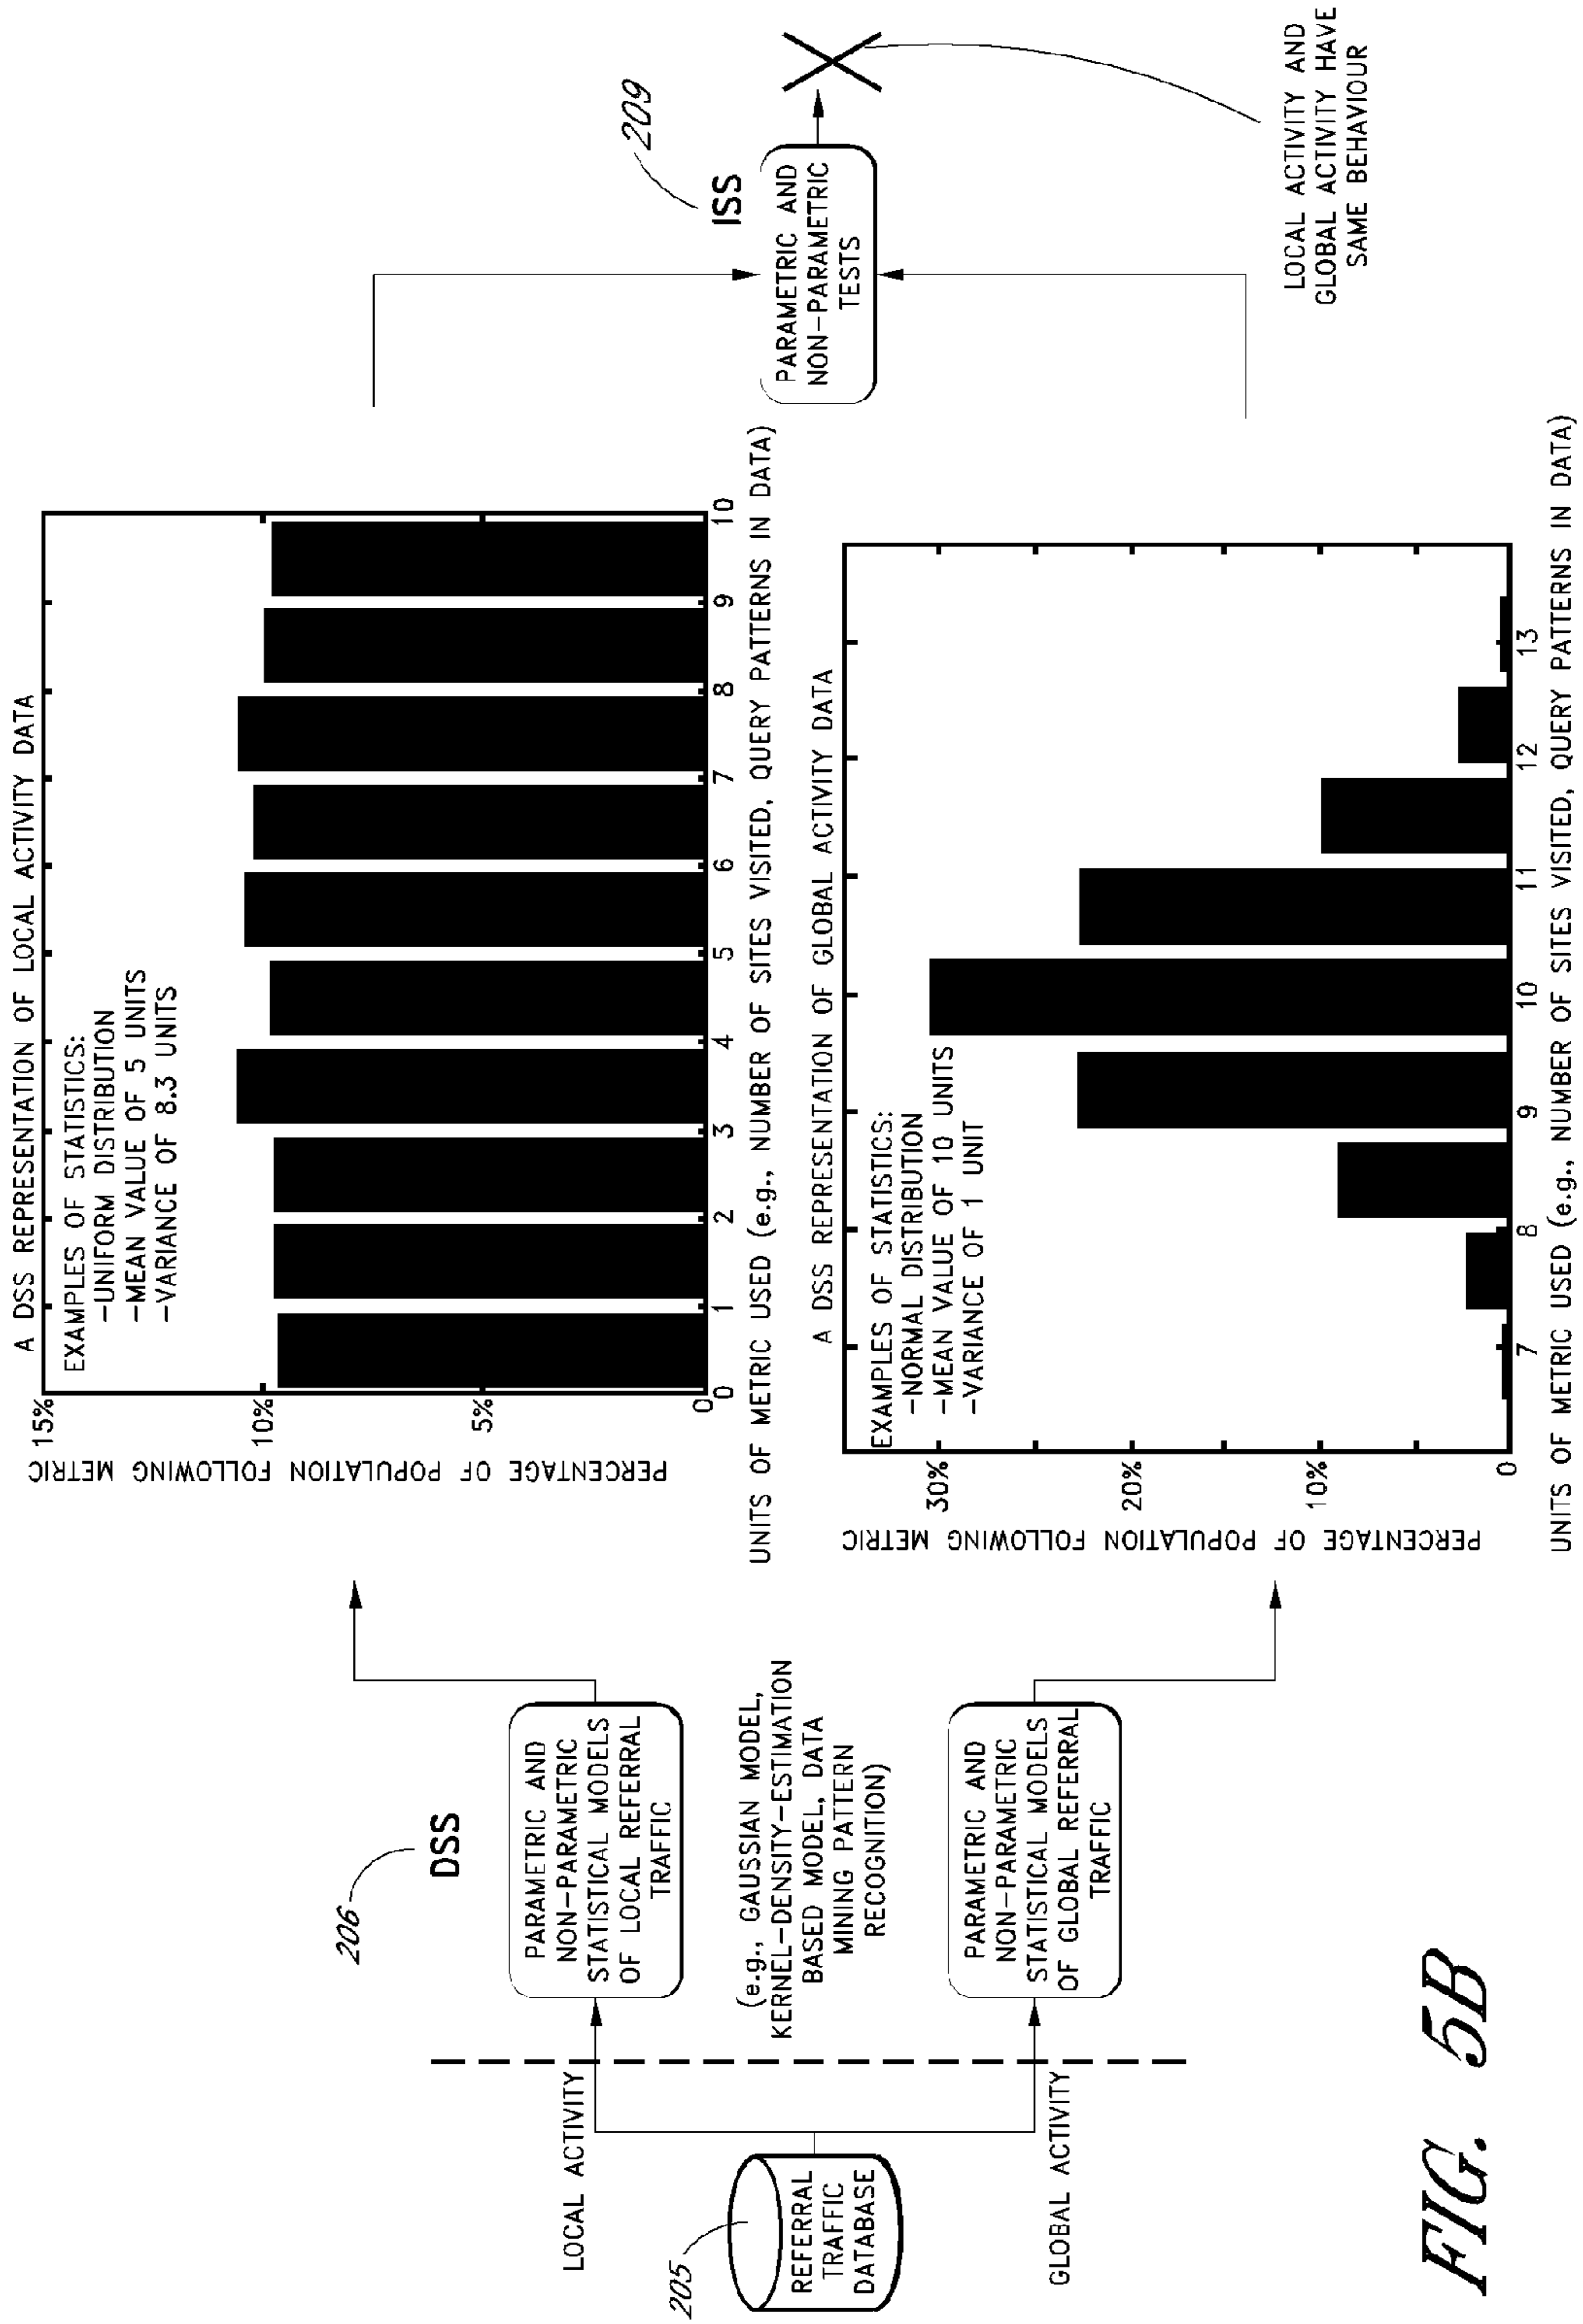 205
REFERRAL
TRAFFIC
DATABASE
LOCAL ACTIVITY
GLOBAL ACTIVITY
206
DSS
PARAMETRIC AND
NON-PARAMETRIC
STATISTICAL MODELS
OF LOCAL REFERRAL
TRAFFIC
(e.g., GAUSSIAN MODEL,
KERNEL-DENSITY-ESTIMATION
BASED MODEL, DATA
MINING PATTERN
RECOGNITION)
PARAMETRIC AND
NON-PARAMETRIC
STATISTICAL MODELS
OF GLOBAL REFERRAL
TRAFFIC
A DSS REPRESENTATION OF LOCAL ACTIVITY DATA
EXAMPLES OF STATISTICS:
-UNIFORM DISTRIBUTION
-MEAN VALUE OF 5 UNITS
-VARIANCE OF 8.3 UNITS
PERCENTAGE OF POPULATION FOLLOWING METRIC
15%
10%
5%
0
0 1 2 3 4 5 6 7 8 9 10
UNITS OF METRIC USED (e.g., NUMBER OF SITES VISITED, QUERY PATTERNS IN DATA)
A DSS REPRESENTATION OF GLOBAL ACTIVITY DATA
EXAMPLES OF STATISTICS:
-NORMAL DISTRIBUTION
-MEAN VALUE OF 10 UNITS
-VARIANCE OF 1 UNIT
PERCENTAGE OF POPULATION FOLLOWING METRIC
30%
20%
10%
0
7 8 9 10 11 12 13
UNITS OF METRIC USED (e.g., NUMBER OF SITES VISITED, QUERY PATTERNS IN DATA)
209
ISS
PARAMETRIC AND
NON-PARAMETRIC
TESTS
LOCAL ACTIVITY AND
GLOBAL ACTIVITY HAVE
SAME BEHAVIOUR
FIG. 5B